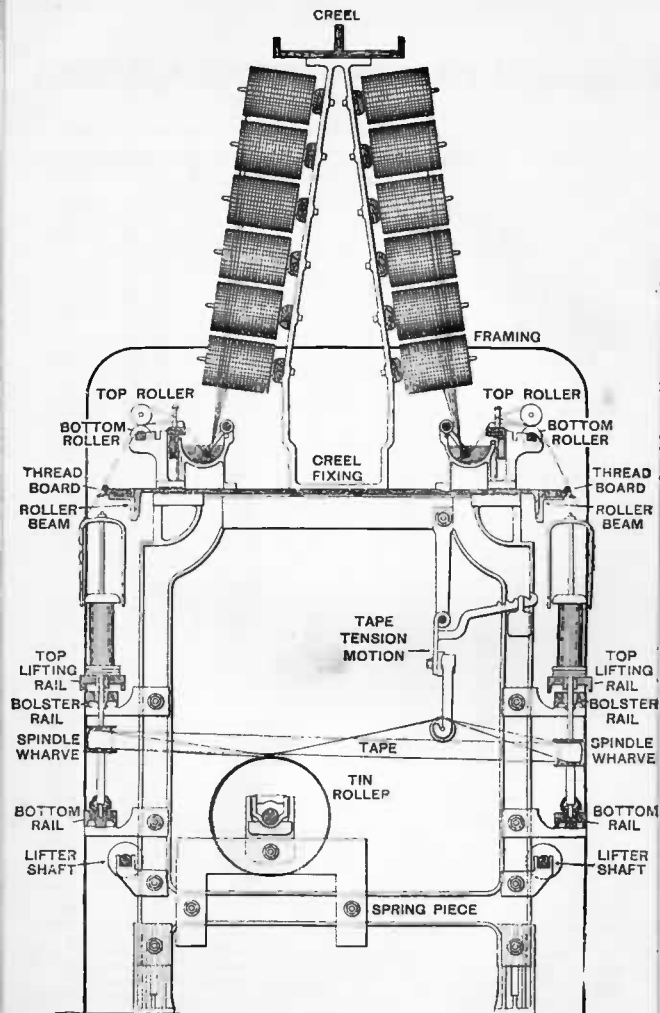 CREEL
FRAMING
TOP ROLLER
BOTTOM
ROLLER
THREAD
BOARD
ROLLER
BEAM
CREEL
FIXING
TOP ROLLER
BOTTOM
ROLLER
THREAD
BOARD
ROLLER
BEAM
TAPE
TENSION
MOTION
TOP
LIFTING
RAIL
BOLSTER
RAIL
SPINDLE
WHARVE
TOP
LIFTING
RAIL
BOLSTER
RAIL
SPINDLE
WHARVE
TAPE
TIN
ROLLER
BOTTOM
RAIL
LIFTER
SHAFT
BOTTOM
RAIL
LIFTER
SHAFT
SPRING PIECE